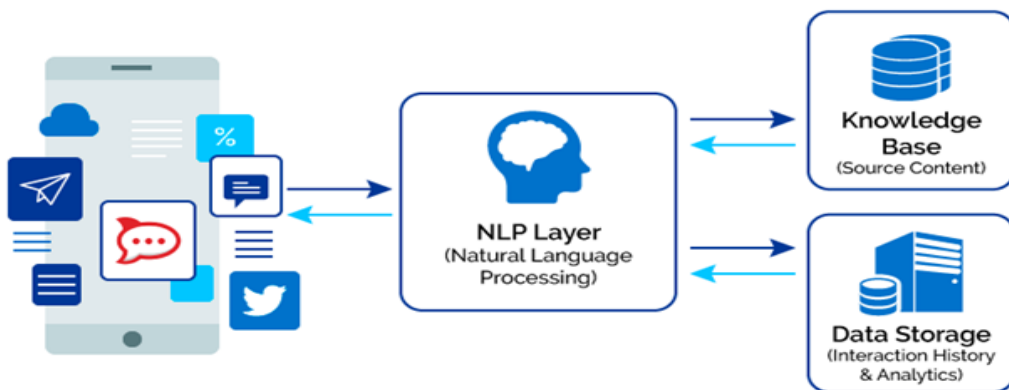 %
NLP Layer
(Natural Language
Processing)
Knowledge
Base
(Source Content)
Data Storage
(Interaction History
& Analytics)